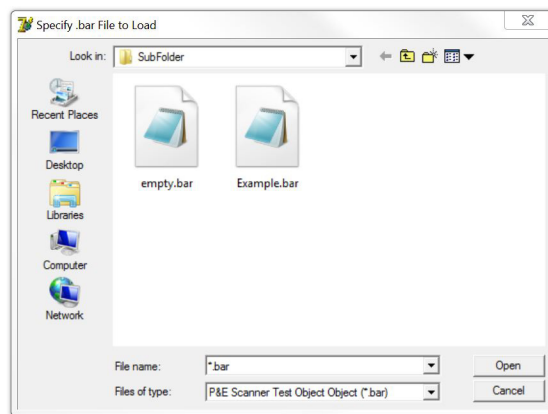 Specify .bar File to Load
Look in: SubFolder
Recent Places
Desktop
Libraries
Computer
Network
empty.bar Example.bar
File name: *.bar Open
Files of type: P&E Scanner Test Object Object (*.bar) Cancel